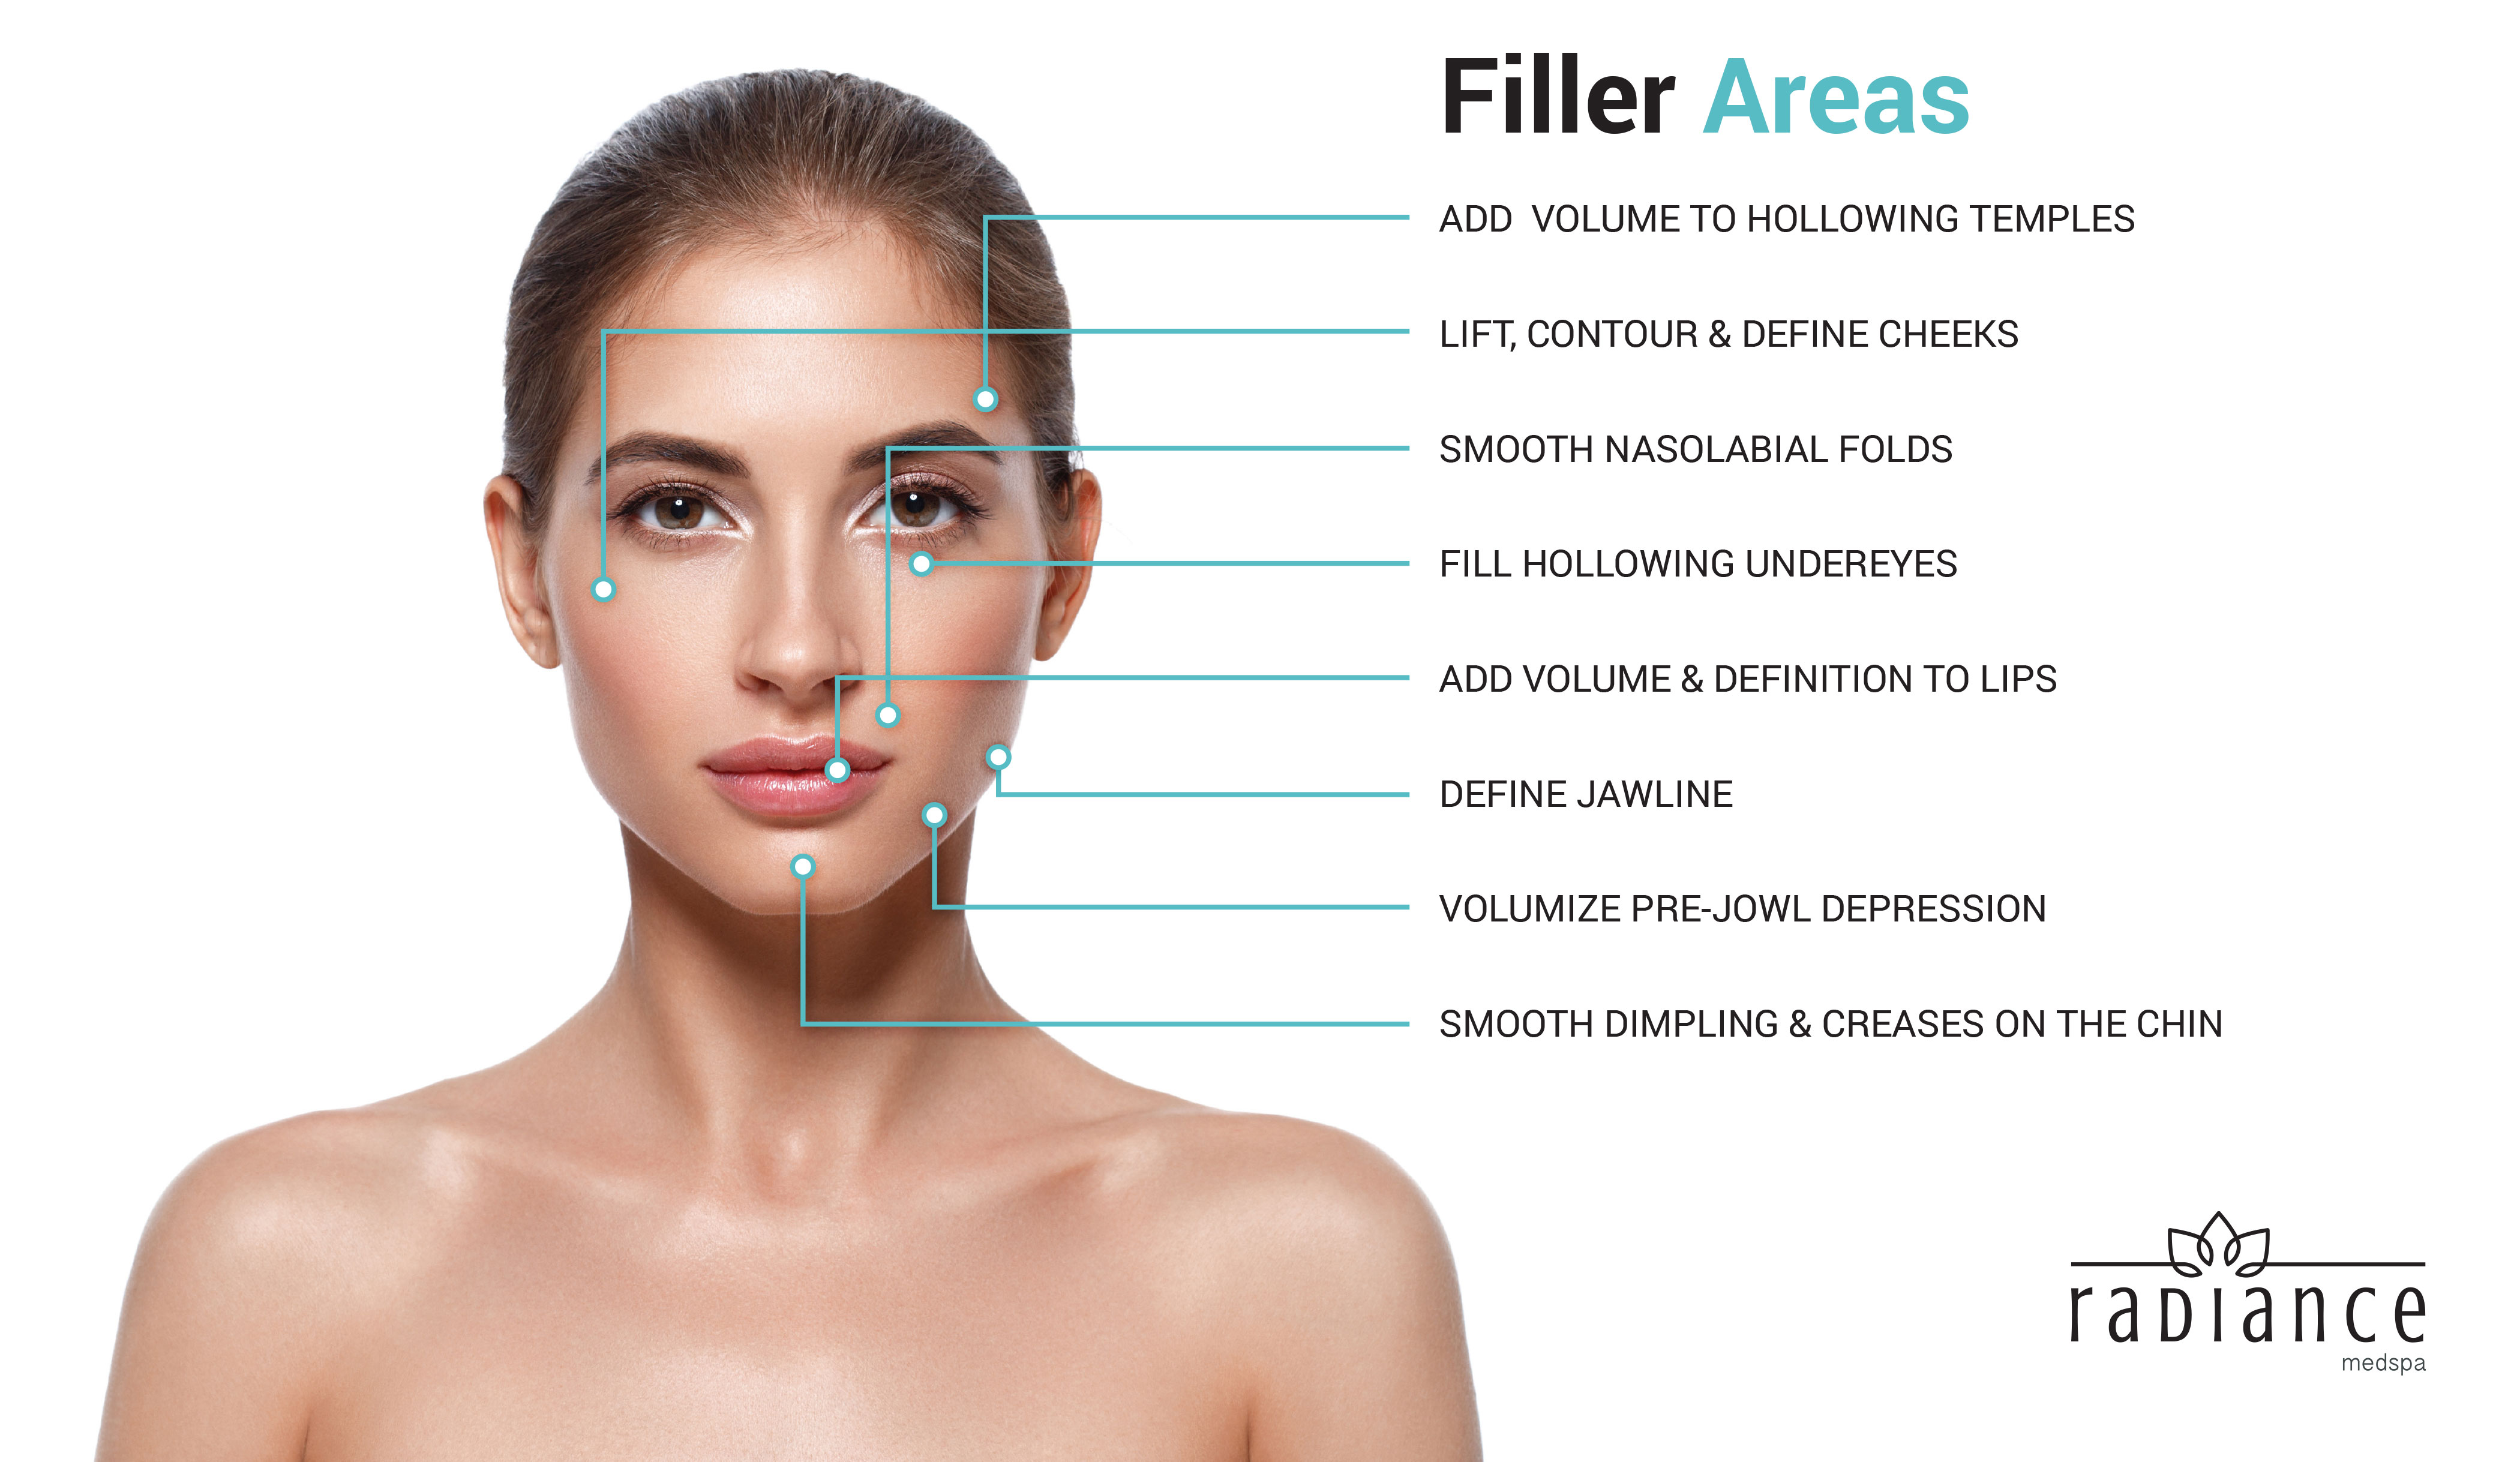 Filler Areas
ADD  VOLUME TO HOLLOWING TEMPLES
LIFT, CONTOUR & DEFINE CHEEKS
SMOOTH NASOLABIAL FOLDS
FILL HOLLOWING UNDEREYES
ADD VOLUME & DEFINITION TO LIPS
DEFINE JAWLINE
VOLUMIZE PRE-JOWL DEPRESSION
SMOOTH DIMPLING & CREASES ON THE CHIN
raDiance
medspa